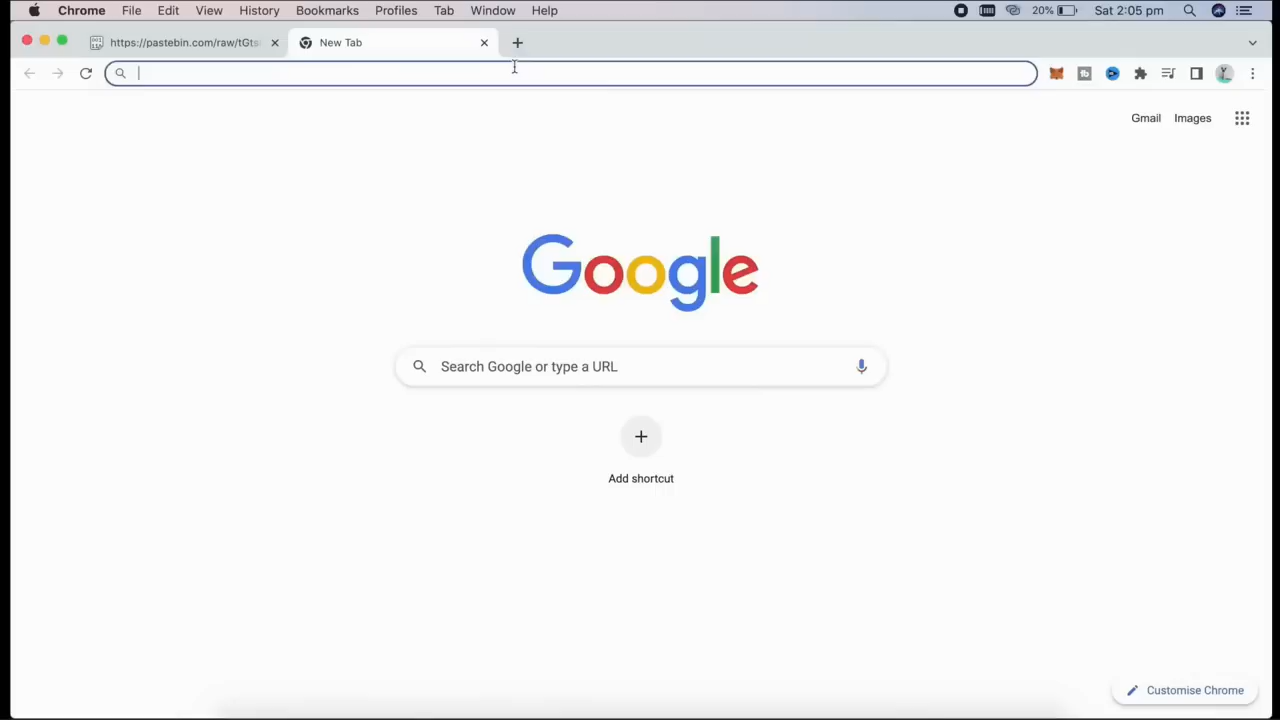 Chrome File Edit View History Bookmarks Profiles Tab Window Help 20% Sat 2:05 pm
https://pastebin.com/raw/tGts New Tab
Gmail Images
Google
Search Google or type a URL
Add shortcut
Customise Chrome